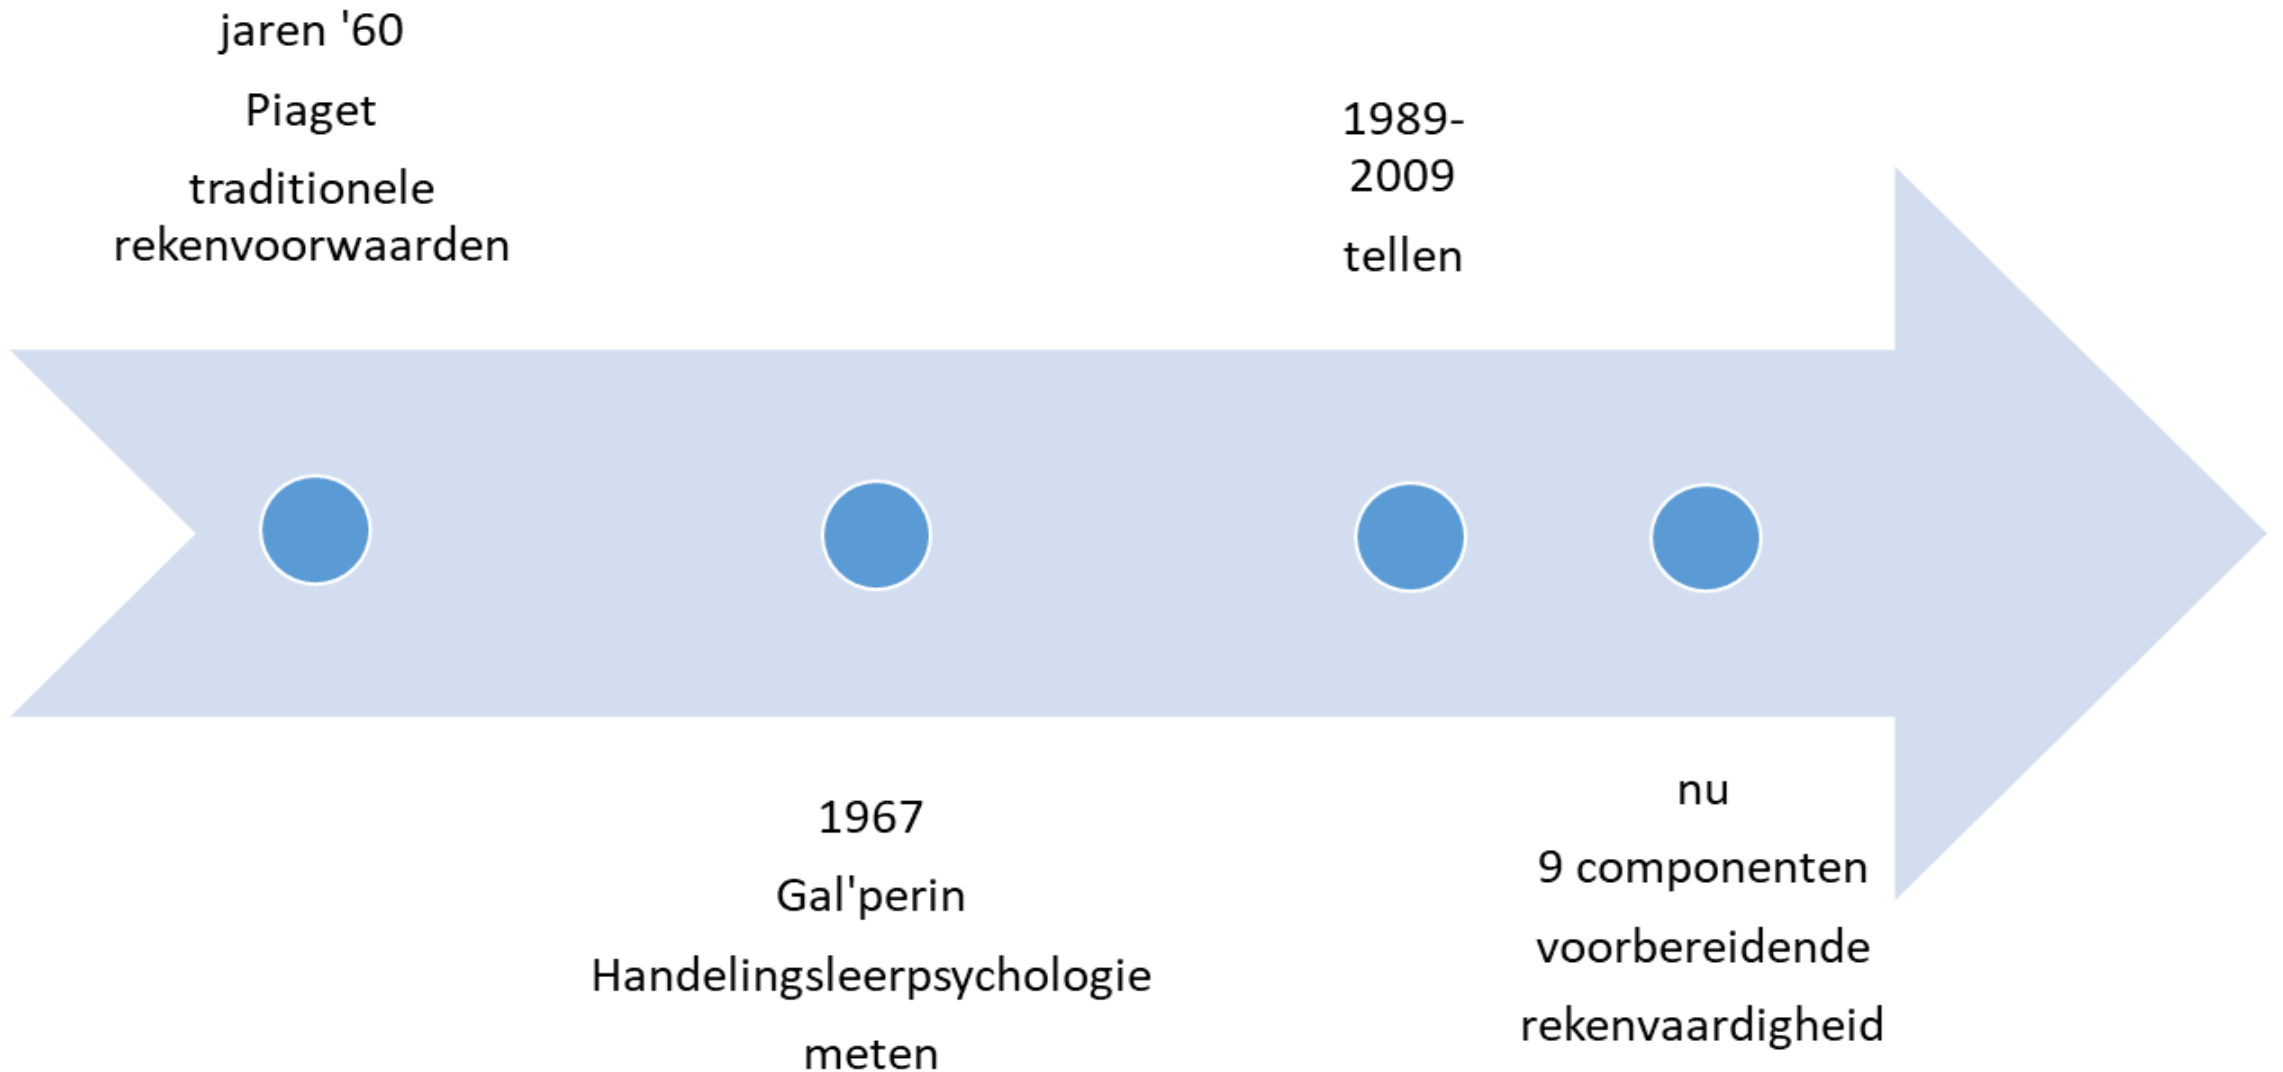 jaren '60
Piaget
traditionele
rekenvoorwaarden
1967
Gal'perin
Handelingsleerpsychologie
meten
1989-
2009
tellen
nu
9 componenten
voorbereidende
rekenvaardigheid